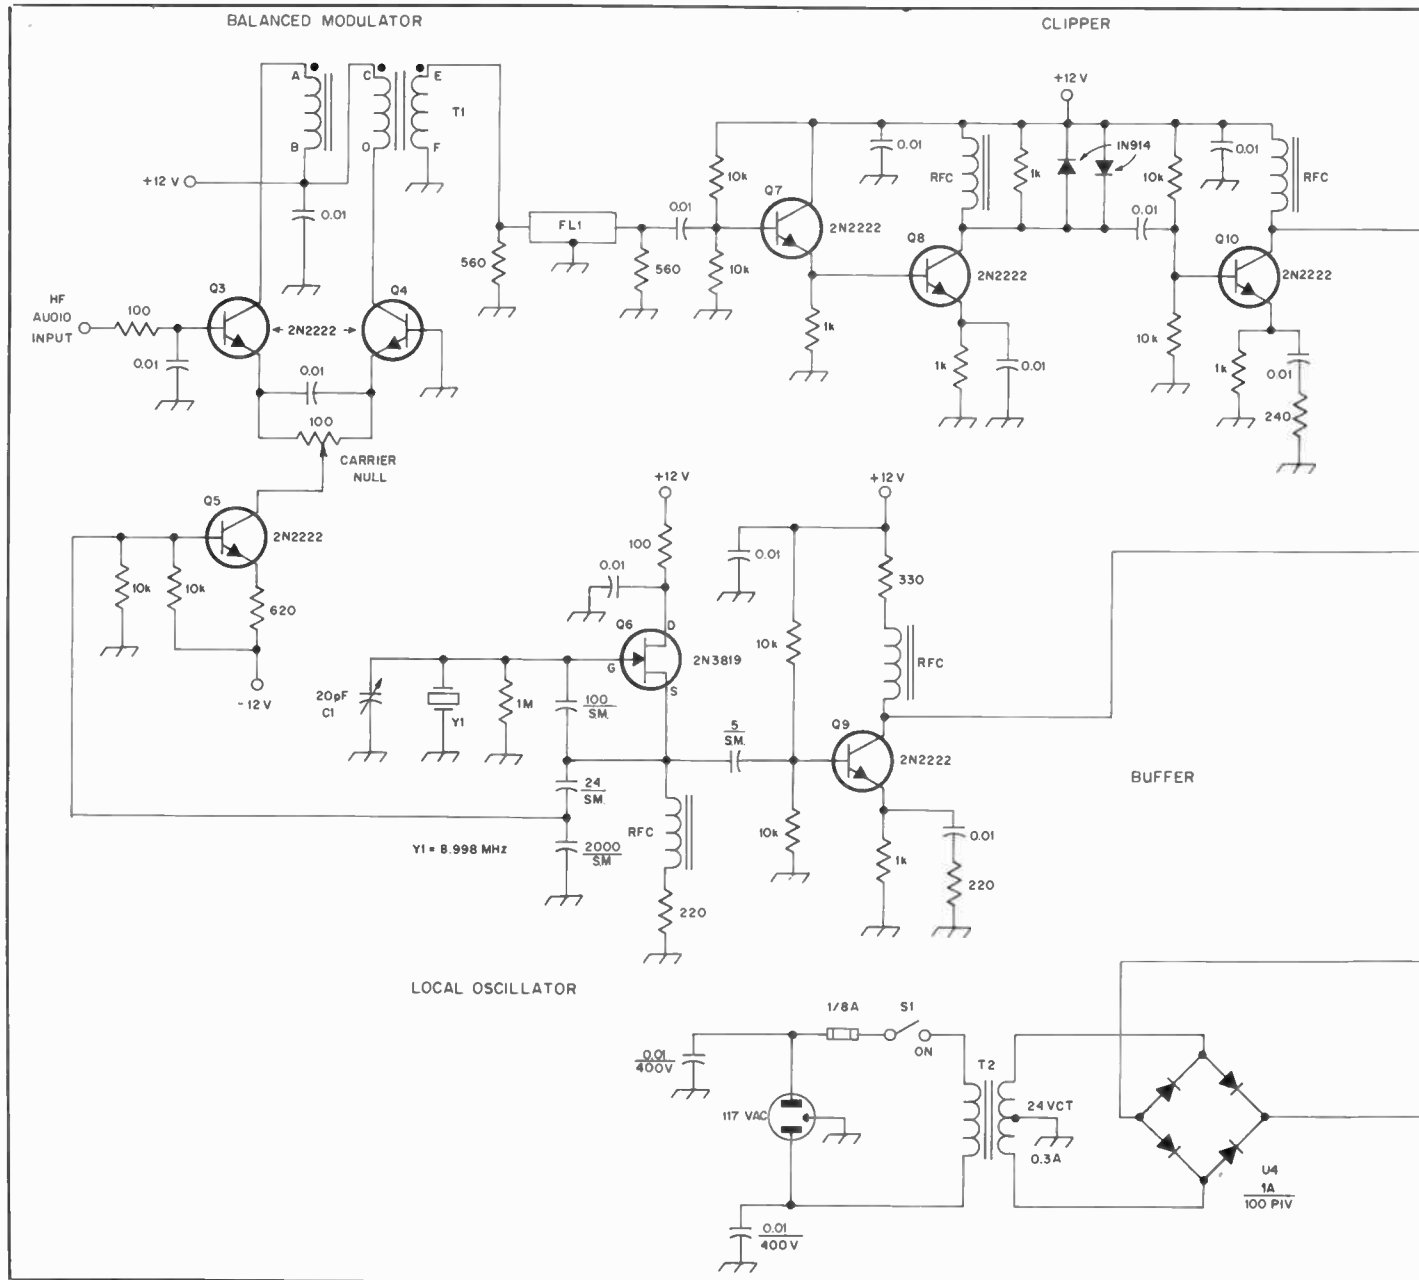 BALANCED MODULATOR
CLIPPER
A
C
E
T1
B
O
F
+12 V
0.01
+12 V
0.01
RFC
1k
1N914
10k
0.01
RFC
10k
Q7
2N2222
FL1
0.01
560
560
10k
1k
Q8
2N2222
0.01
Q10
2N2222
1k
0.01
10k
1k
0.01
240
HF
AUDIO
INPUT
100
Q3
2N2222
Q4
0.01
0.01
100
CARRIER
NULL
Q5
2N2222
10k
10k
620
-12 V
+12 V
100
0.01
Q6
D
G
S
2N3819
20pF
C1
Y1
1M
100
S.M.
24
S.M.
2000
S.M
Y1 = 8.998 MHz
RFC
220
5
S.M.
+12 V
0.01
330
10k
RFC
Q9
2N2222
10k
1k
0.01
220
BUFFER
LOCAL OSCILLATOR
1/8A
S1
ON
0.01
400V
117 VAC
T2
24 VCT
0.3A
0.01
400V
U4
1A
100 PIV